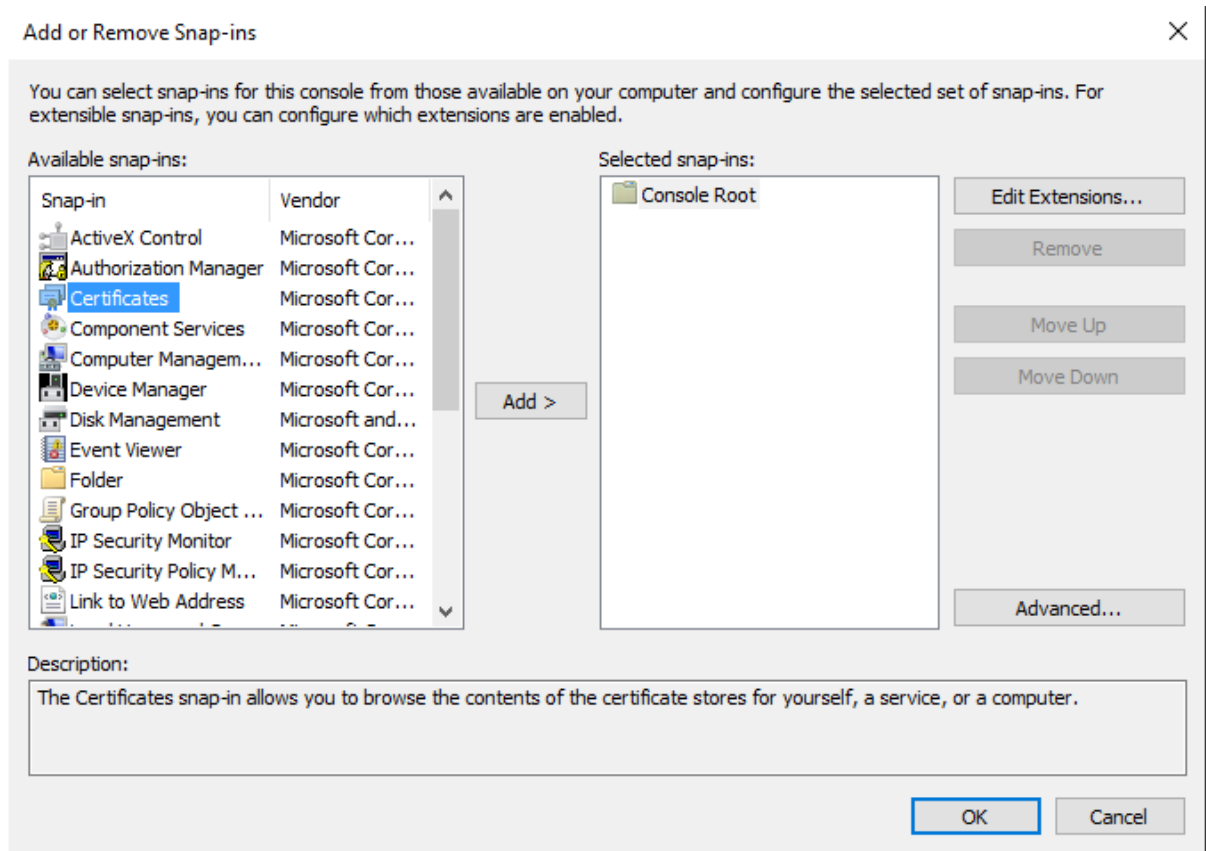 Add or Remove Snap-ins
You can select snap-ins for this console from those available on your computer and configure the selected set of snap-ins. For
extensible snap-ins, you can configure which extensions are enabled.
Available snap-ins:
Snap-in Vendor
ActiveX Control Microsoft Cor...
Authorization Manager Microsoft Cor...
Certificates Microsoft Cor...
Component Services Microsoft Cor...
Computer Managem... Microsoft Cor...
Device Manager Microsoft Cor...
Disk Management Microsoft and...
Event Viewer Microsoft Cor...
Folder Microsoft Cor...
Group Policy Object ... Microsoft Cor...
IP Security Monitor Microsoft Cor...
IP Security Policy M... Microsoft Cor...
Link to Web Address Microsoft Cor...
Add >
Selected snap-ins:
Console Root
Edit Extensions...
Remove
Move Up
Move Down
Advanced...
Description:
The Certificates snap-in allows you to browse the contents of the certificate stores for yourself, a service, or a computer.
OK
Cancel